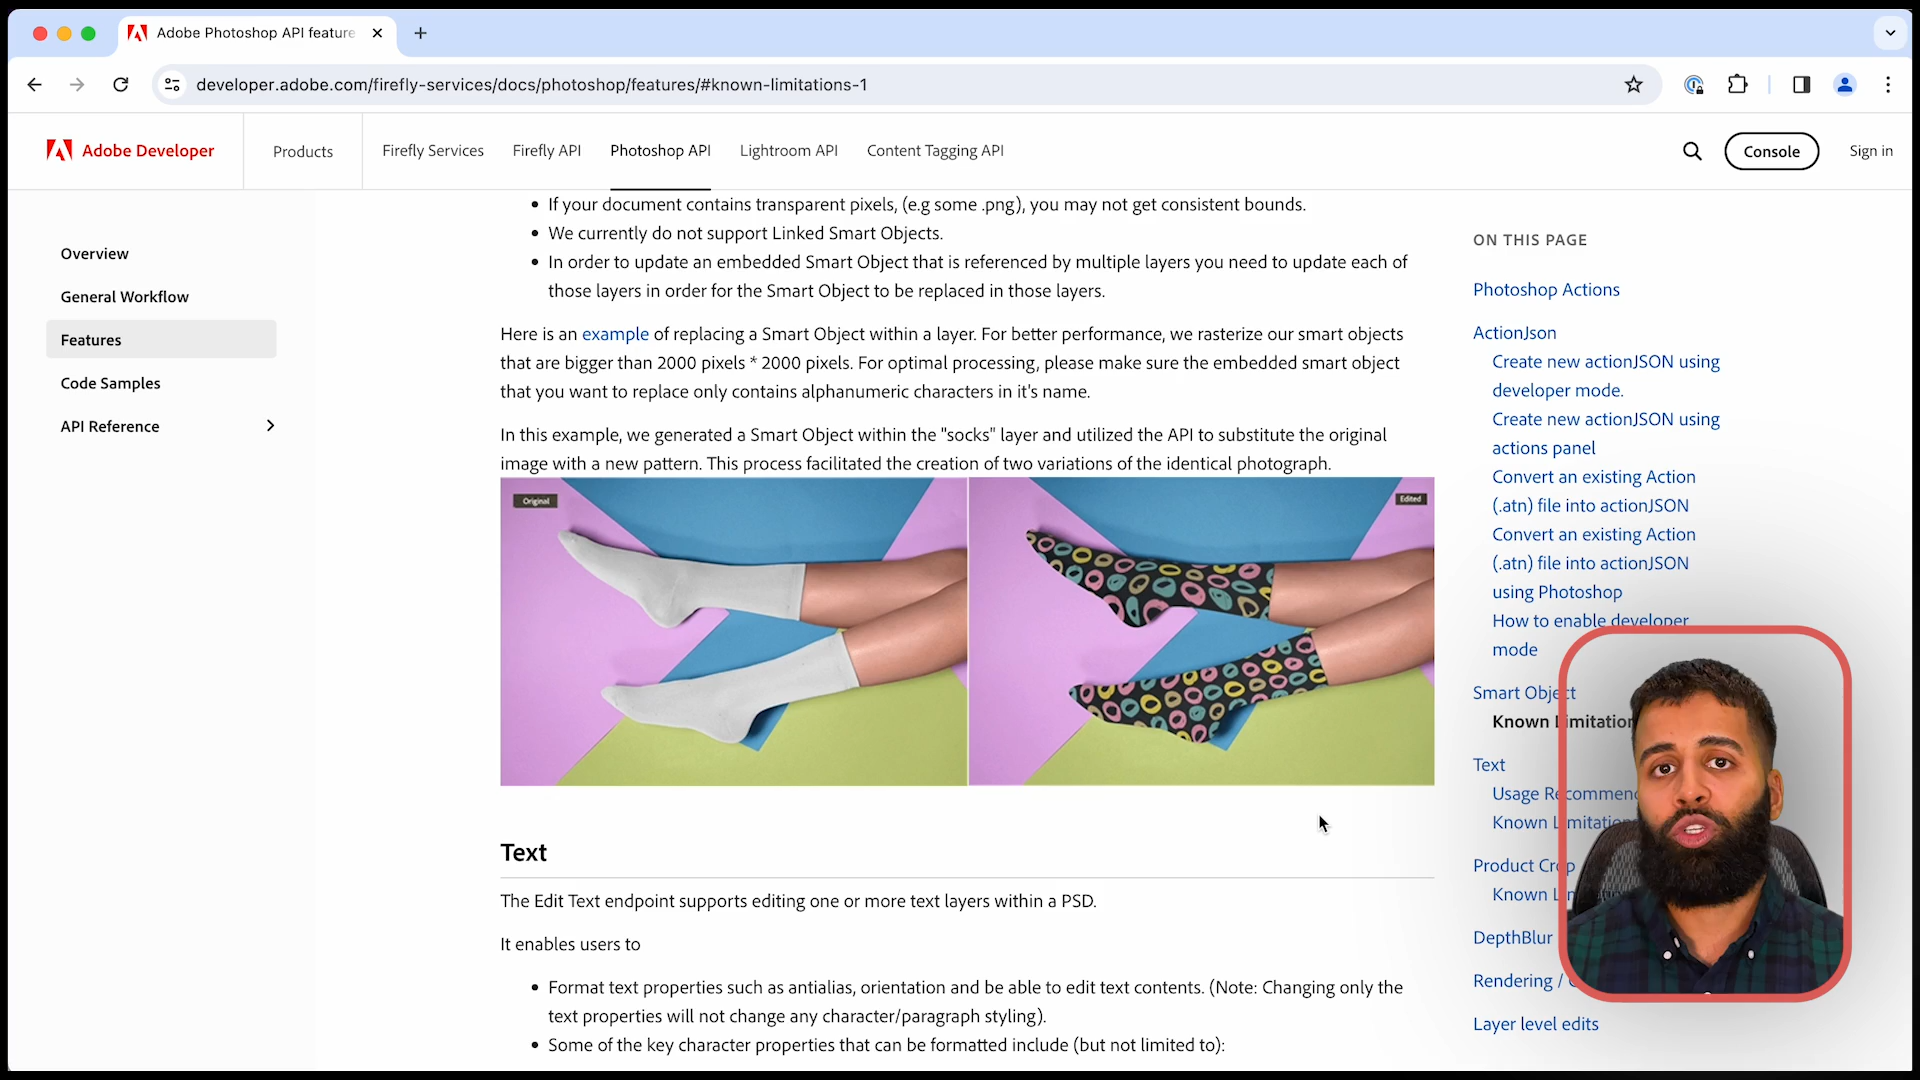 Adobe Photoshop API feature
developer.adobe.com/firefly-services/docs/photoshop/features/#known-limitations-1
Adobe Developer
Products
Firefly Services
Firefly API
Photoshop API
Lightroom API
Content Tagging API
Console
Sign in
Overview
General Workflow
Features
Code Samples
API Reference
• If your document contains transparent pixels, (e.g some .png), you may not get consistent bounds.
• We currently do not support Linked Smart Objects.
• In order to update an embedded Smart Object that is referenced by multiple layers you need to update each of
those layers in order for the Smart Object to be replaced in those layers.
Here is an example of replacing a Smart Object within a layer. For better performance, we rasterize our smart objects
that are bigger than 2000 pixels * 2000 pixels. For optimal processing, please make sure the embedded smart object
that you want to replace only contains alphanumeric characters in it's name.
In this example, we generated a Smart Object within the "socks" layer and utilized the API to substitute the original
image with a new pattern. This process facilitated the creation of two variations of the identical photograph.
Original
Edited
Text
The Edit Text endpoint supports editing one or more text layers within a PSD.
It enables users to
• Format text properties such as antialias, orientation and be able to edit text contents. (Note: Changing only the
text properties will not change any character/paragraph styling).
• Some of the key character properties that can be formatted include (but not limited to):
ON THIS PAGE
Photoshop Actions
ActionJson
Create new actionJSON using
developer mode.
Create new actionJSON using
actions panel
Convert an existing Action
(.atn) file into actionJSON
Convert an existing Action
(.atn) file into actionJSON
using Photoshop
How to enable developer
mode
Smart Object
Known Limitation
Text
Usage Recommen
Known Limitation
Product Crop
Known
DepthBlur
Rendering /
Layer level edits